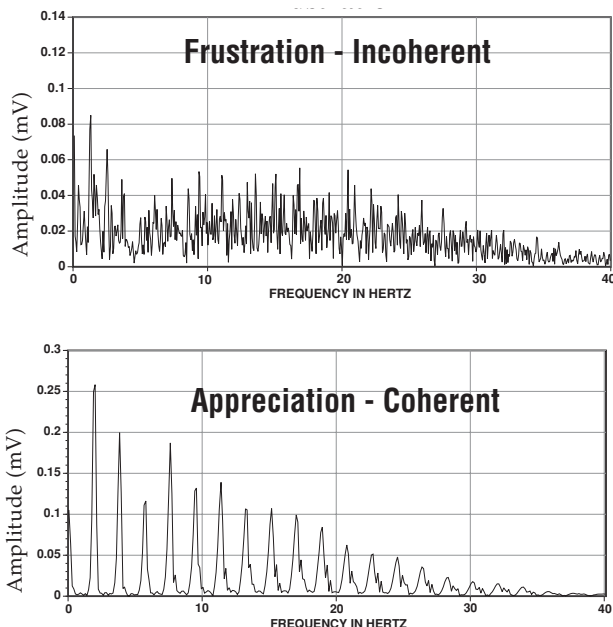 0.14
Frustration - Incoherent
0.12
0.1
0.08
0.06
0.04
0.02
0
Amplitude (mV)
0 10 20 30 40
FREQUENCY IN HERTZ
0.3
Appreciation - Coherent
0.25
0.2
0.15
0.1
0.05
0
Amplitude (mV)
0 10 20 30 40
FREQUENCY IN HERTZ